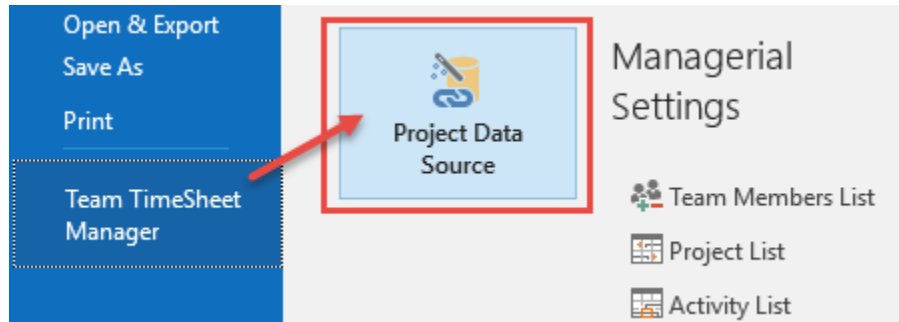 Open & Export
Save As
Print
Team TimeSheet
Manager
Project Data
Source
Managerial
Settings
Team Members List
Project List
Activity List